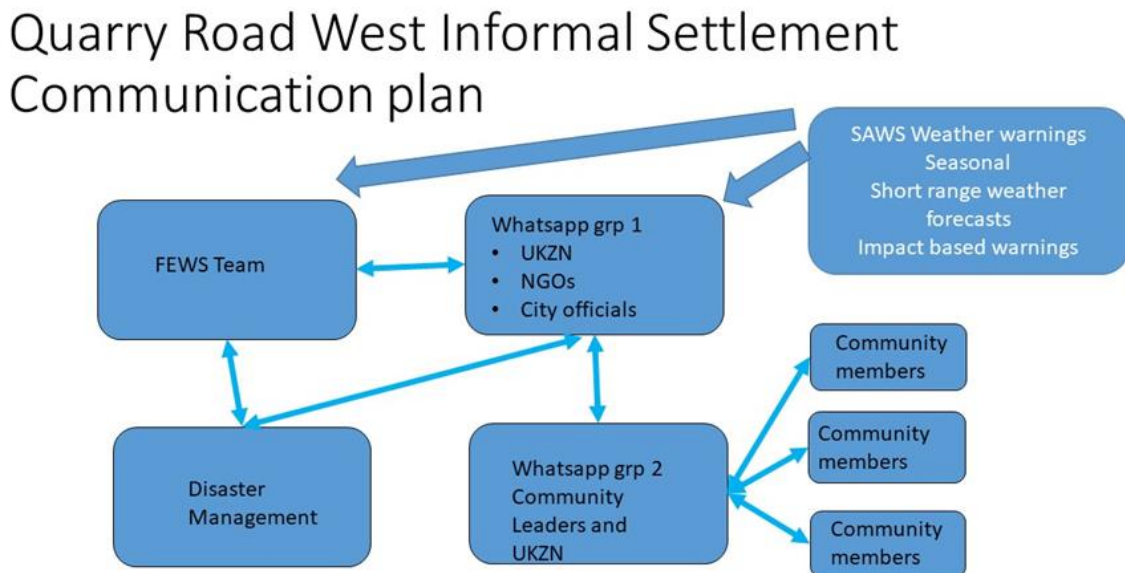 Quarry Road West Informal Settlement
Communication plan
SAWS Weather warnings
Seasonal
Short range weather
forecasts
Impact based warnings
FEWS Team
Whatsapp grp 1
• UKZN
• NGOs
• City officials
Disaster
Management
Whatsapp grp 2
Community
Leaders and
UKZN
Community
members
Community
members
Community
members